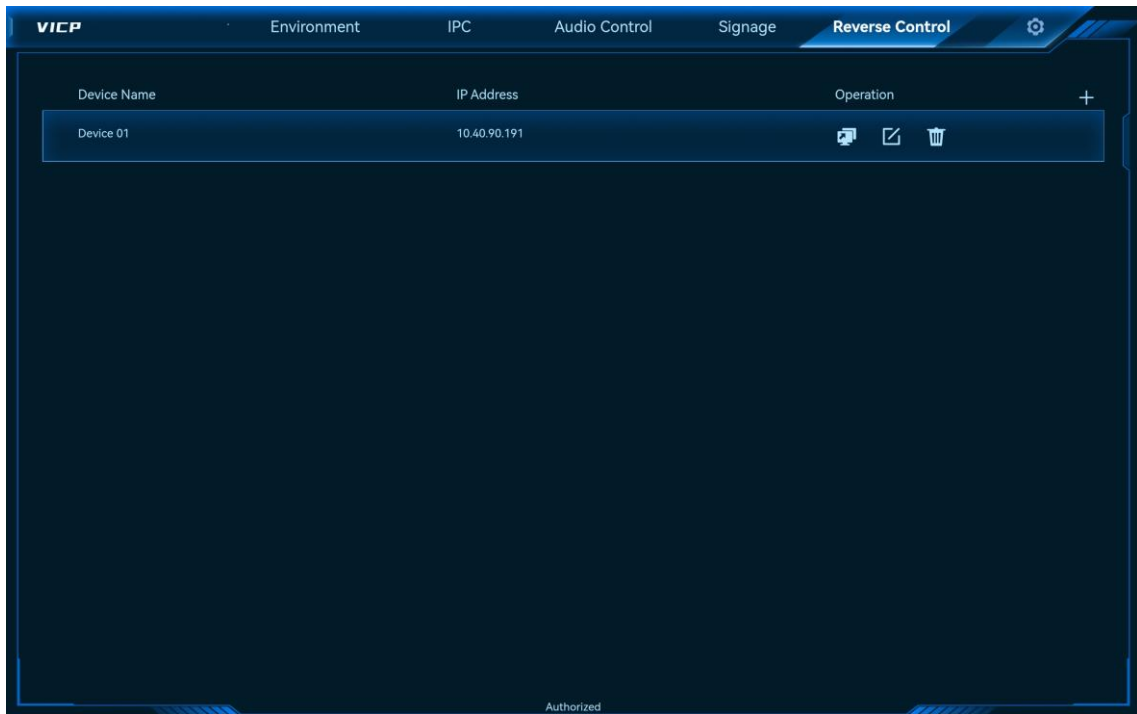 VICP Environment IPC Audio Control Signage Reverse Control
Device Name IP Address Operation
Device 01 10.40.90.191
Authorized